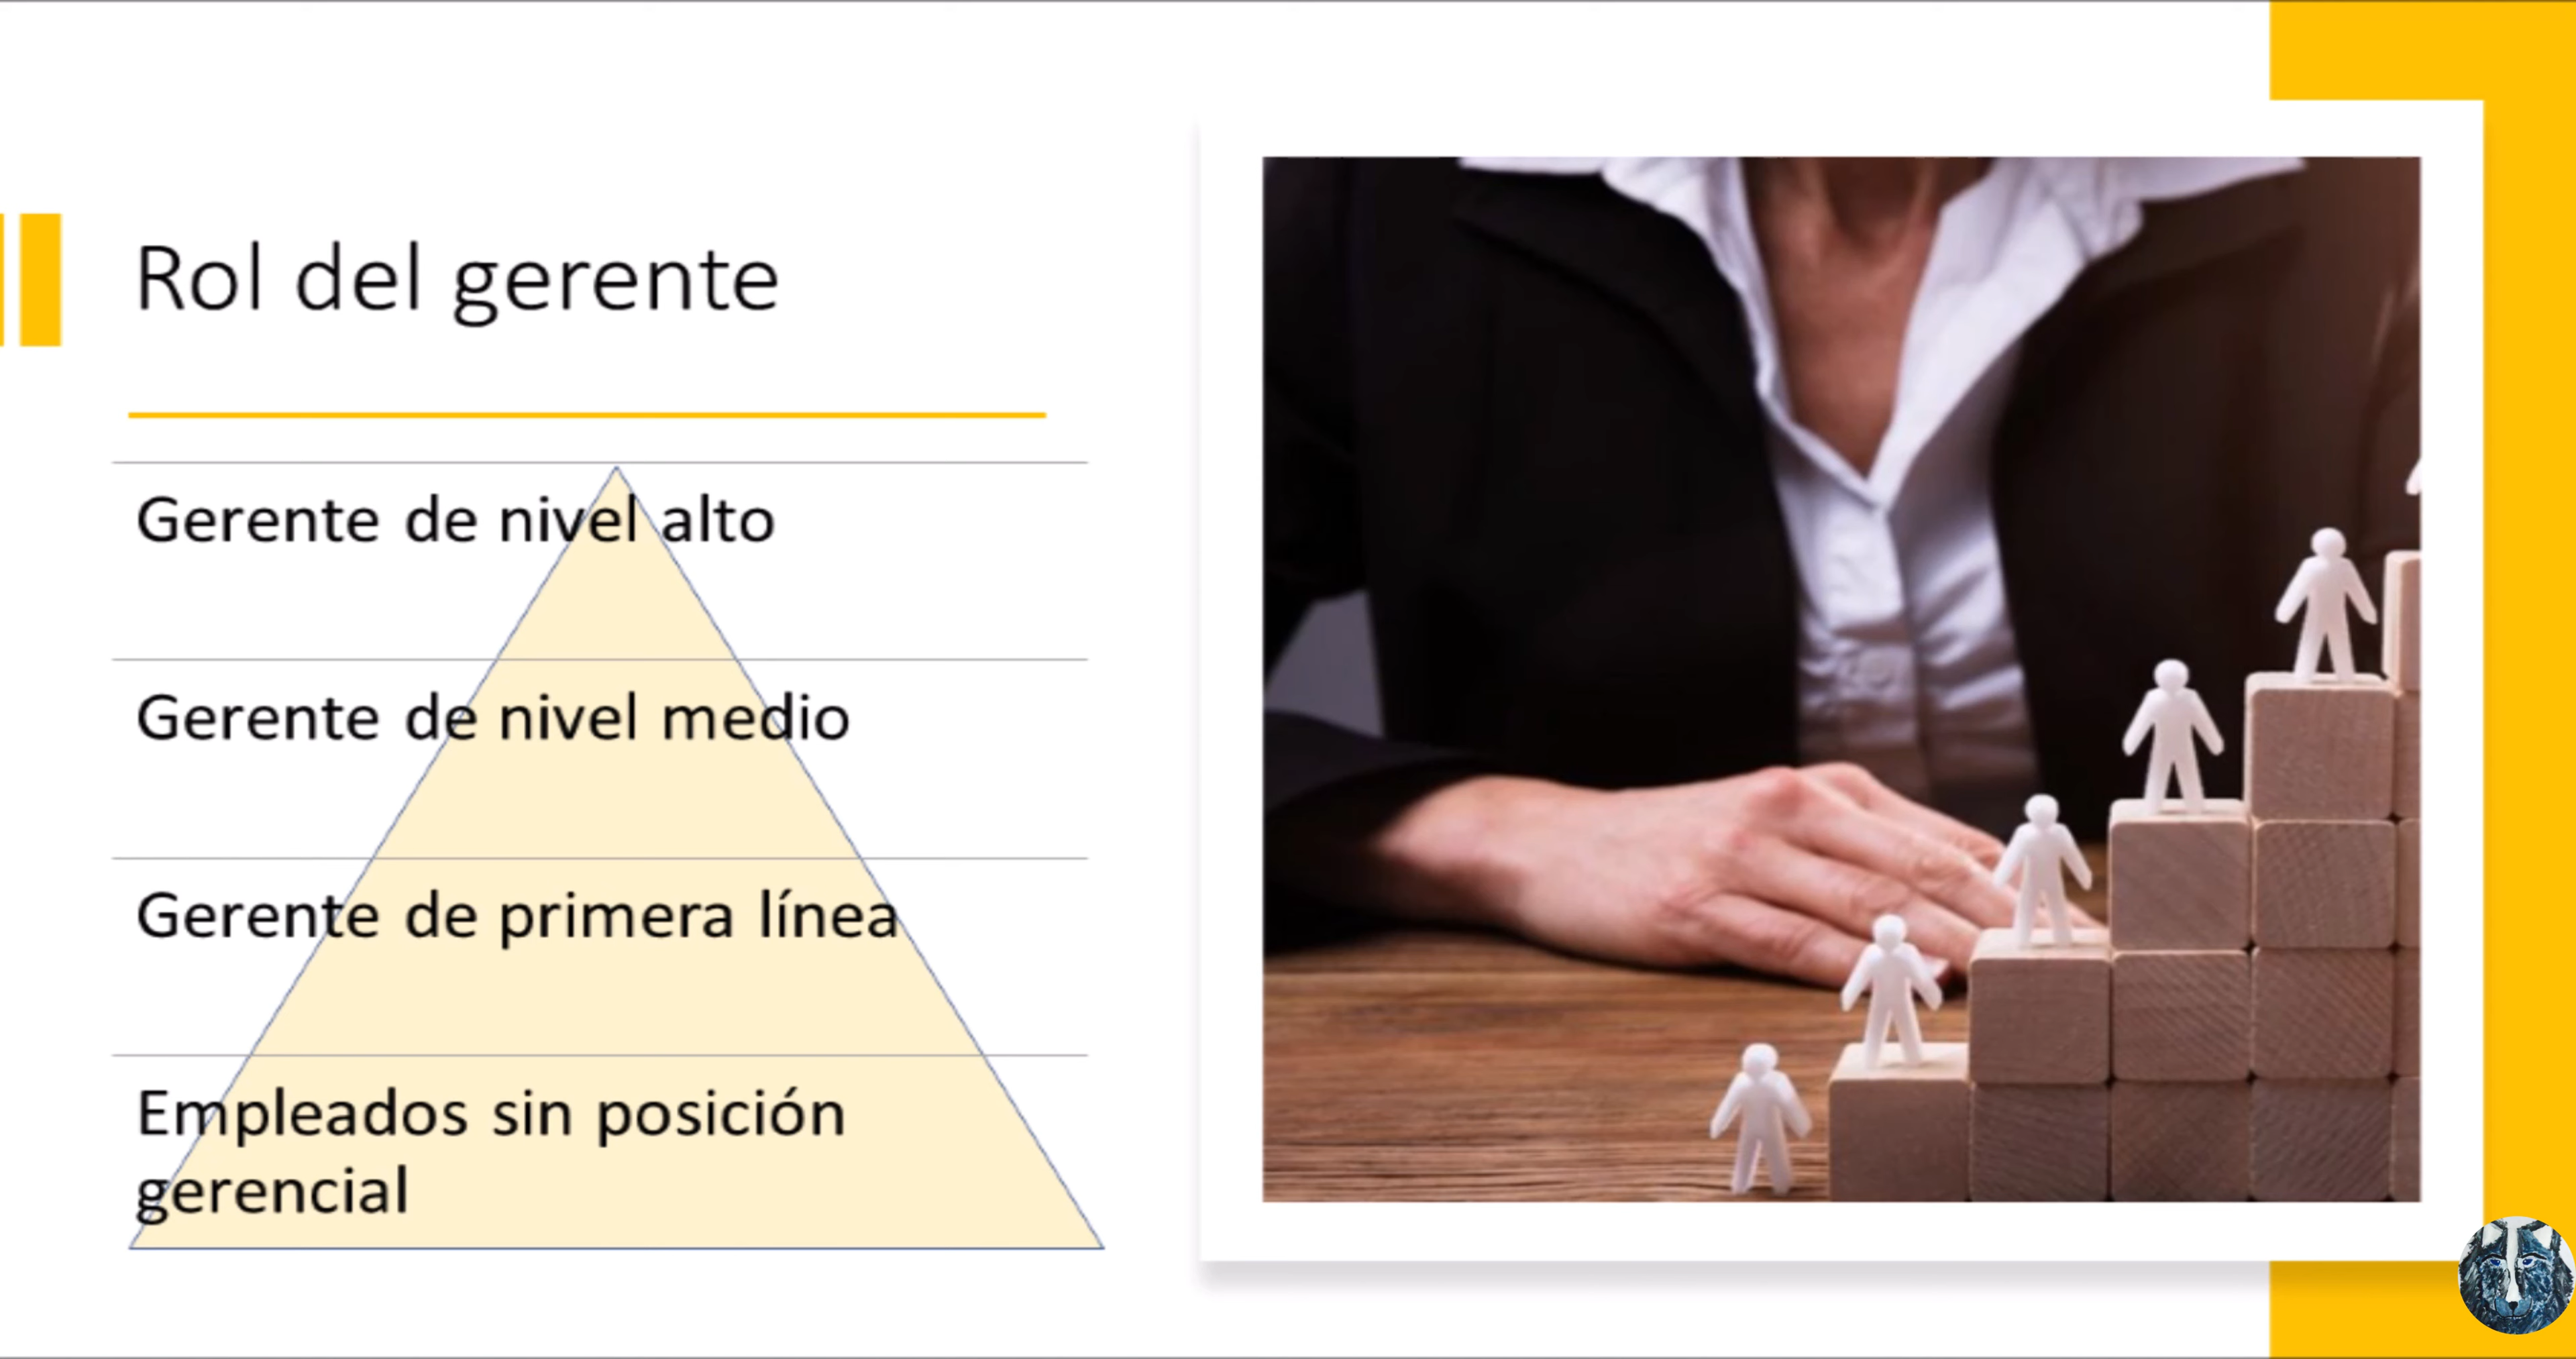 Rol del gerente
Gerente de nivel alto
Gerente de nivel medio
Gerente de primera línea
Empleados sin posición
gerencial